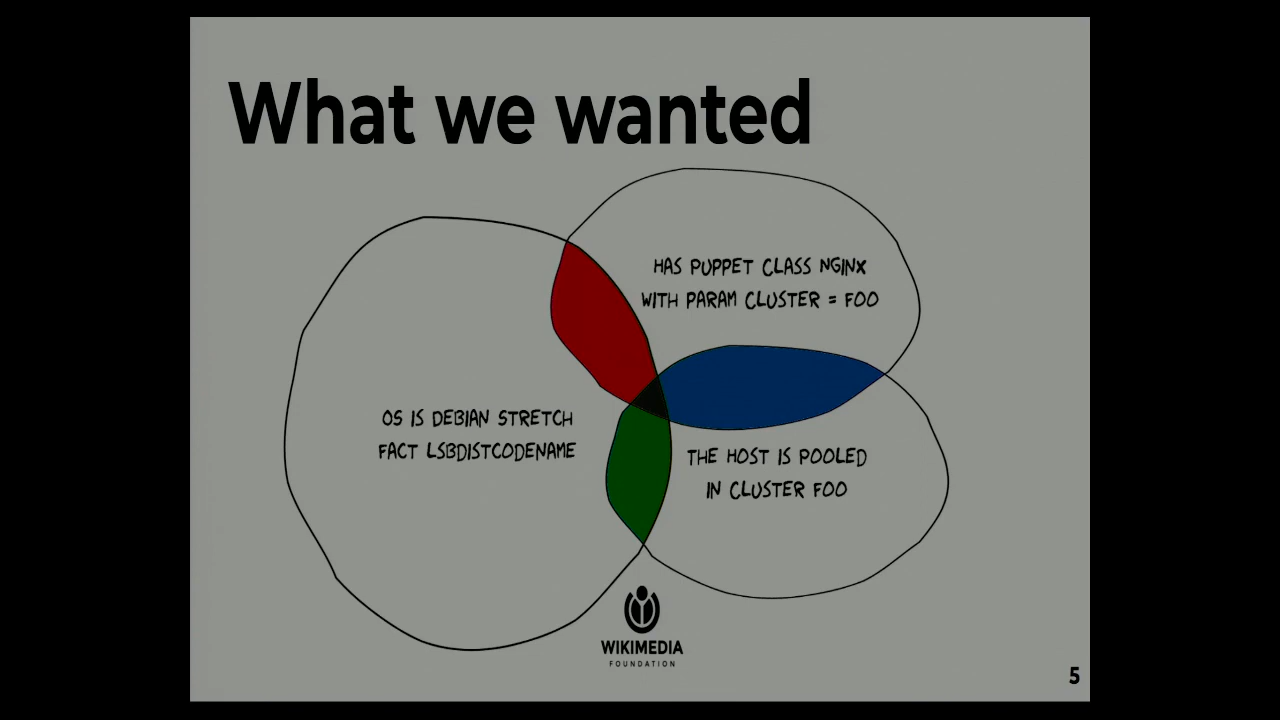 What we wanted
HAS PUPPET CLASS NGINX
WITH PARAM CLUSTER = FOO
OS IS DEBIAN STRETCH
FACT LSBDISTCODENAME
THE HOST IS POOLED
IN CLUSTER FOO
WIKIMEDIA
FOUNDATION
5